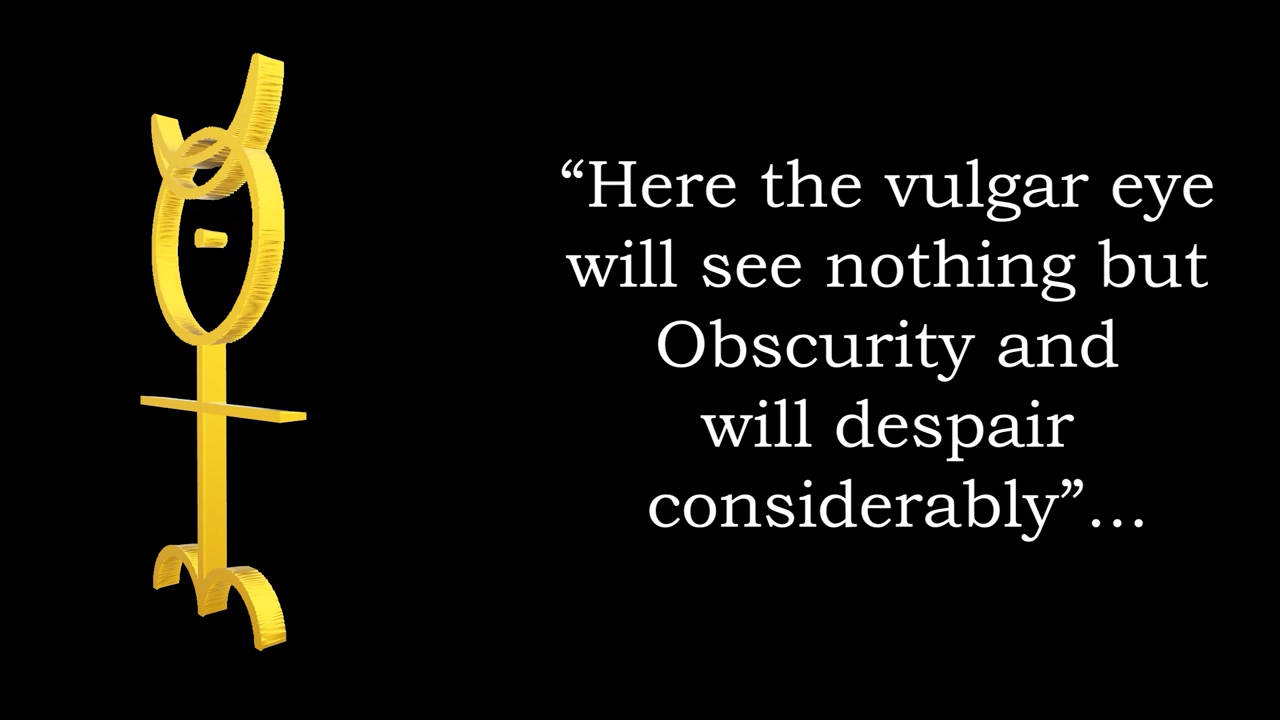 “Here the vulgar eye
will see nothing but
Obscurity and
will despair
considerably”...